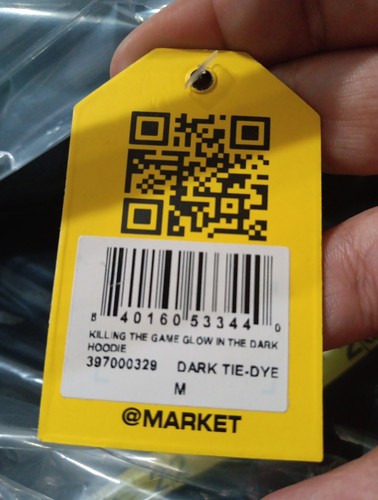 8 40160 53344 0
KILLING THE GAME GLOW IN THE DARK
HOODIE
397000329 DARK TIE-DYE
M
@MARKET